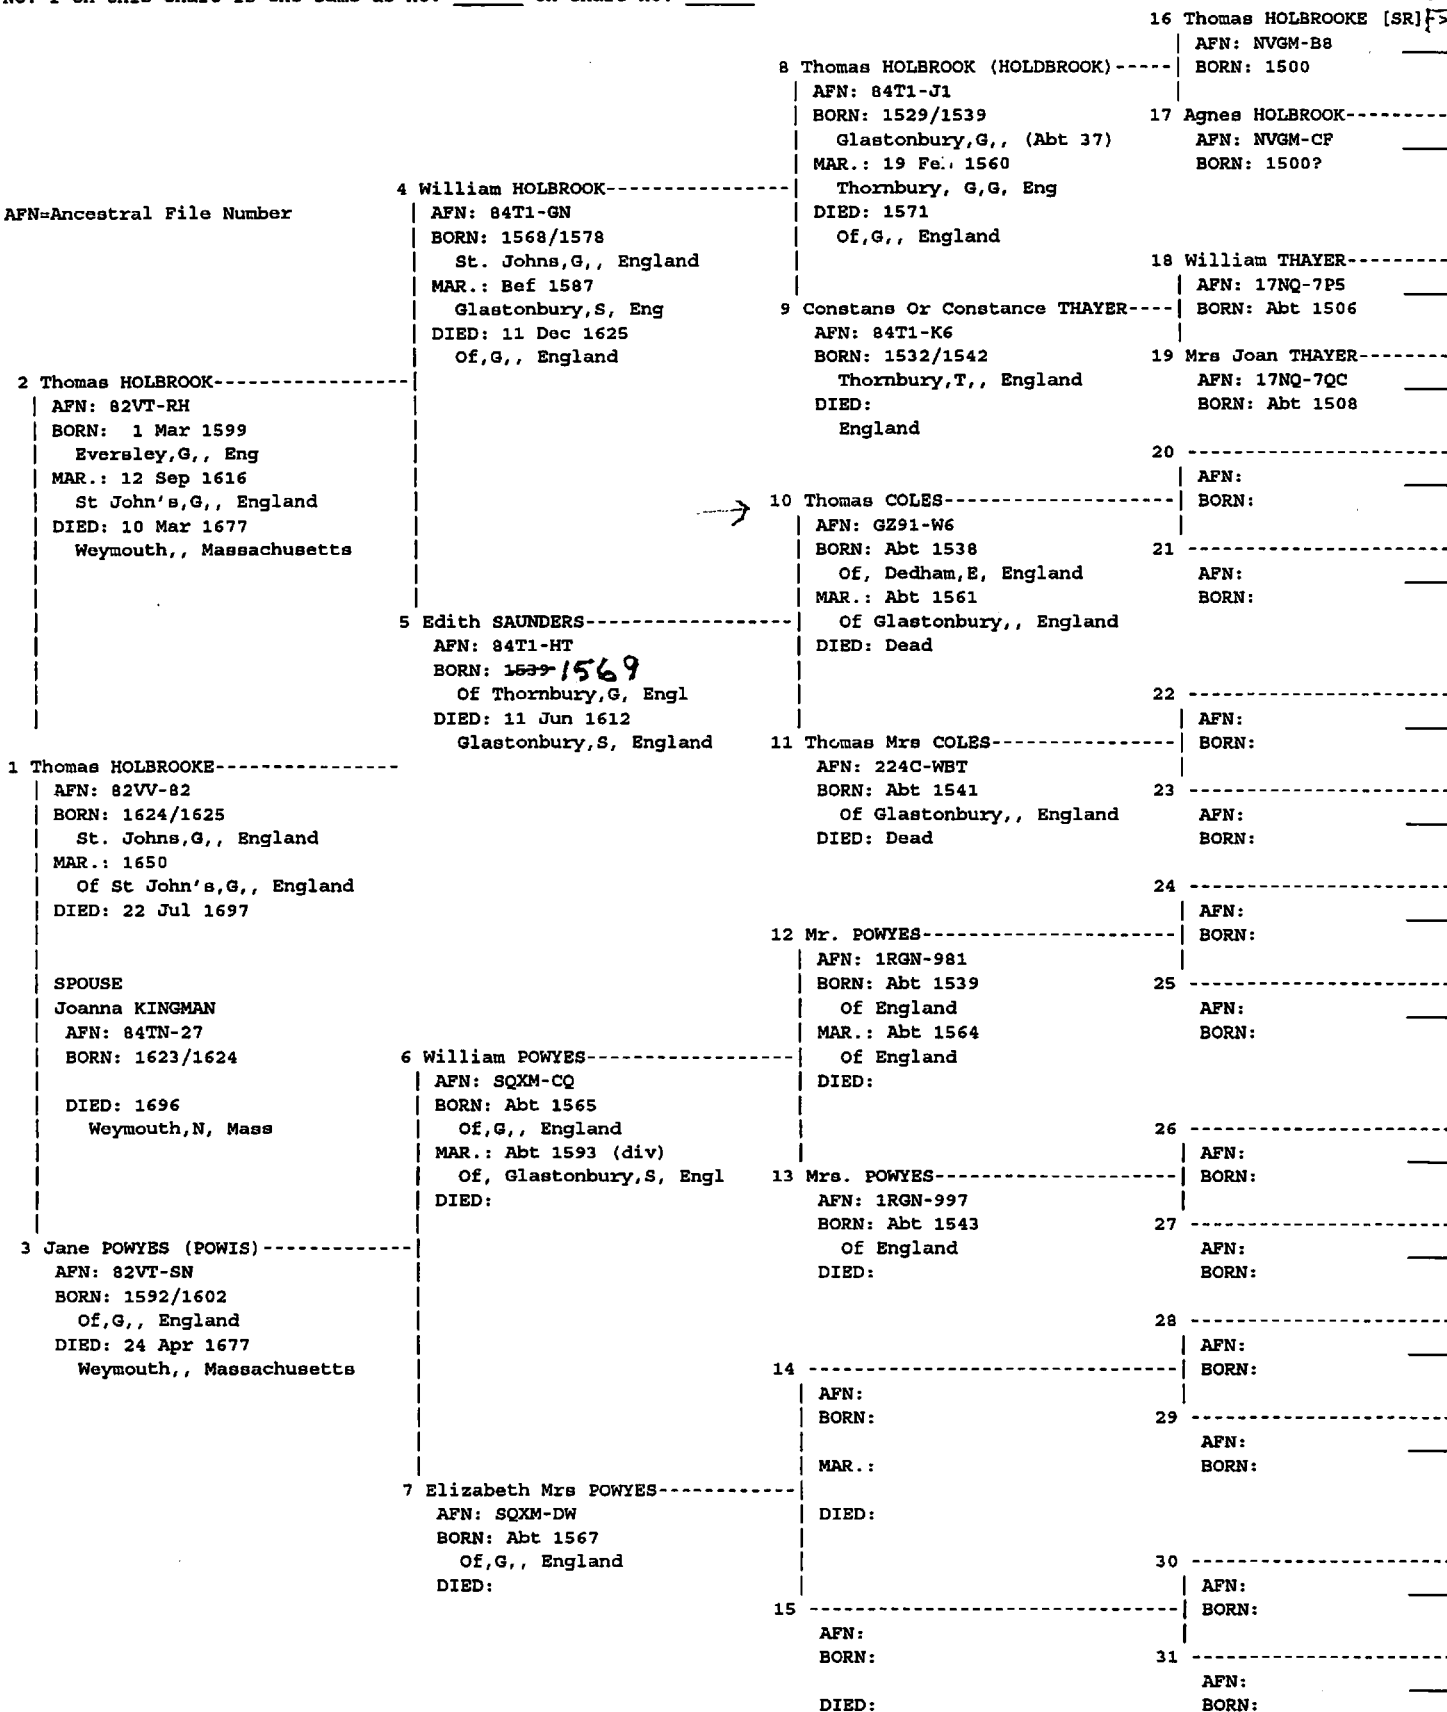 16 Thomas HOLBROOKE [SR]
AFN: NVGM-B8
BORN: 1500
8 Thomas HOLBROOK (HOLDBROOK)
AFN: 84T1-J1
BORN: 1529/1539
Glastonbury,G,, (Abt 37)
MAR.: 19 Fe.. 1560
Thornbury, G,G, Eng
DIED: 1571
Of,G,, England
17 Agnes HOLBROOK
AFN: NVGM-CF
BORN: 1500?
4 William HOLBROOK
AFN: 84T1-GN
BORN: 1568/1578
St. Johns,G,, England
MAR.: Bef 1587
Glastonbury,S, Eng
DIED: 11 Dec 1625
Of,G,, England
AFN=Ancestral File Number
18 William THAYER
AFN: 17NQ-7P5
BORN: Abt 1506
9 Constans Or Constance THAYER
AFN: 84T1-K6
BORN: 1532/1542
Thornbury,T,, England
DIED:
England
19 Mrs Joan THAYER
AFN: 17NQ-7QC
BORN: Abt 1508
2 Thomas HOLBROOK
AFN: 82VT-RH
BORN: 1 Mar 1599
Eversley,G,, Eng
MAR.: 12 Sep 1616
St John's,G,, England
DIED: 10 Mar 1677
Weymouth,, Massachusetts
20
AFN:
BORN:
10 Thomas COLES
AFN: GZ91-W6
BORN: Abt 1538
Of, Dedham,E, England
MAR.: Abt 1561
Of Glastonbury,, England
DIED: Dead
21
AFN:
BORN:
5 Edith SAUNDERS
AFN: 84T1-HT
BORN: 1539 1569
Of Thornbury,G, Engl
DIED: 11 Jun 1612
Glastonbury,S, England
22
AFN:
BORN:
11 Thomas Mrs COLES
AFN: 224C-WBT
BORN: Abt 1541
Of Glastonbury,, England
DIED: Dead
23
AFN:
BORN:
1 Thomas HOLBROOKE
AFN: 82VV-82
BORN: 1624/1625
St. Johns,G,, England
MAR.: 1650
Of St John's,G,, England
DIED: 22 Jul 1697
SPOUSE
Joanna KINGMAN
AFN: 84TN-27
BORN: 1623/1624
DIED: 1696
Weymouth,N, Mass
24
AFN:
BORN:
12 Mr. POWYES
AFN: 1RGN-981
BORN: Abt 1539
Of England
MAR.: Abt 1564
Of England
DIED:
25
AFN:
BORN:
6 William POWYES
AFN: SQXM-CQ
BORN: Abt 1565
Of,G,, England
MAR.: Abt 1593 (div)
Of, Glastonbury,S, Engl
DIED:
26
AFN:
BORN:
13 Mrs. POWYES
AFN: 1RGN-997
BORN: Abt 1543
Of England
DIED:
27
AFN:
BORN:
3 Jane POWYES (POWIS)
AFN: 82VT-SN
BORN: 1592/1602
Of,G,, England
DIED: 24 Apr 1677
Weymouth,, Massachusetts
28
AFN:
BORN:
14
AFN:
BORN:
MAR.:
DIED:
29
AFN:
BORN:
7 Elizabeth Mrs POWYES
AFN: SQXM-DW
BORN: Abt 1567
Of,G,, England
DIED:
30
AFN:
BORN:
15
AFN:
BORN:
DIED:
31
AFN:
BORN: